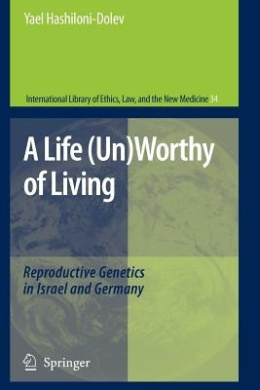 Yael Hashiloni-Dolev
International Library of Ethics, Law, and the New Medicine 34
A Life (Un)Worthy
of Living
Reproductive Genetics
in Israel and Germany
Springer